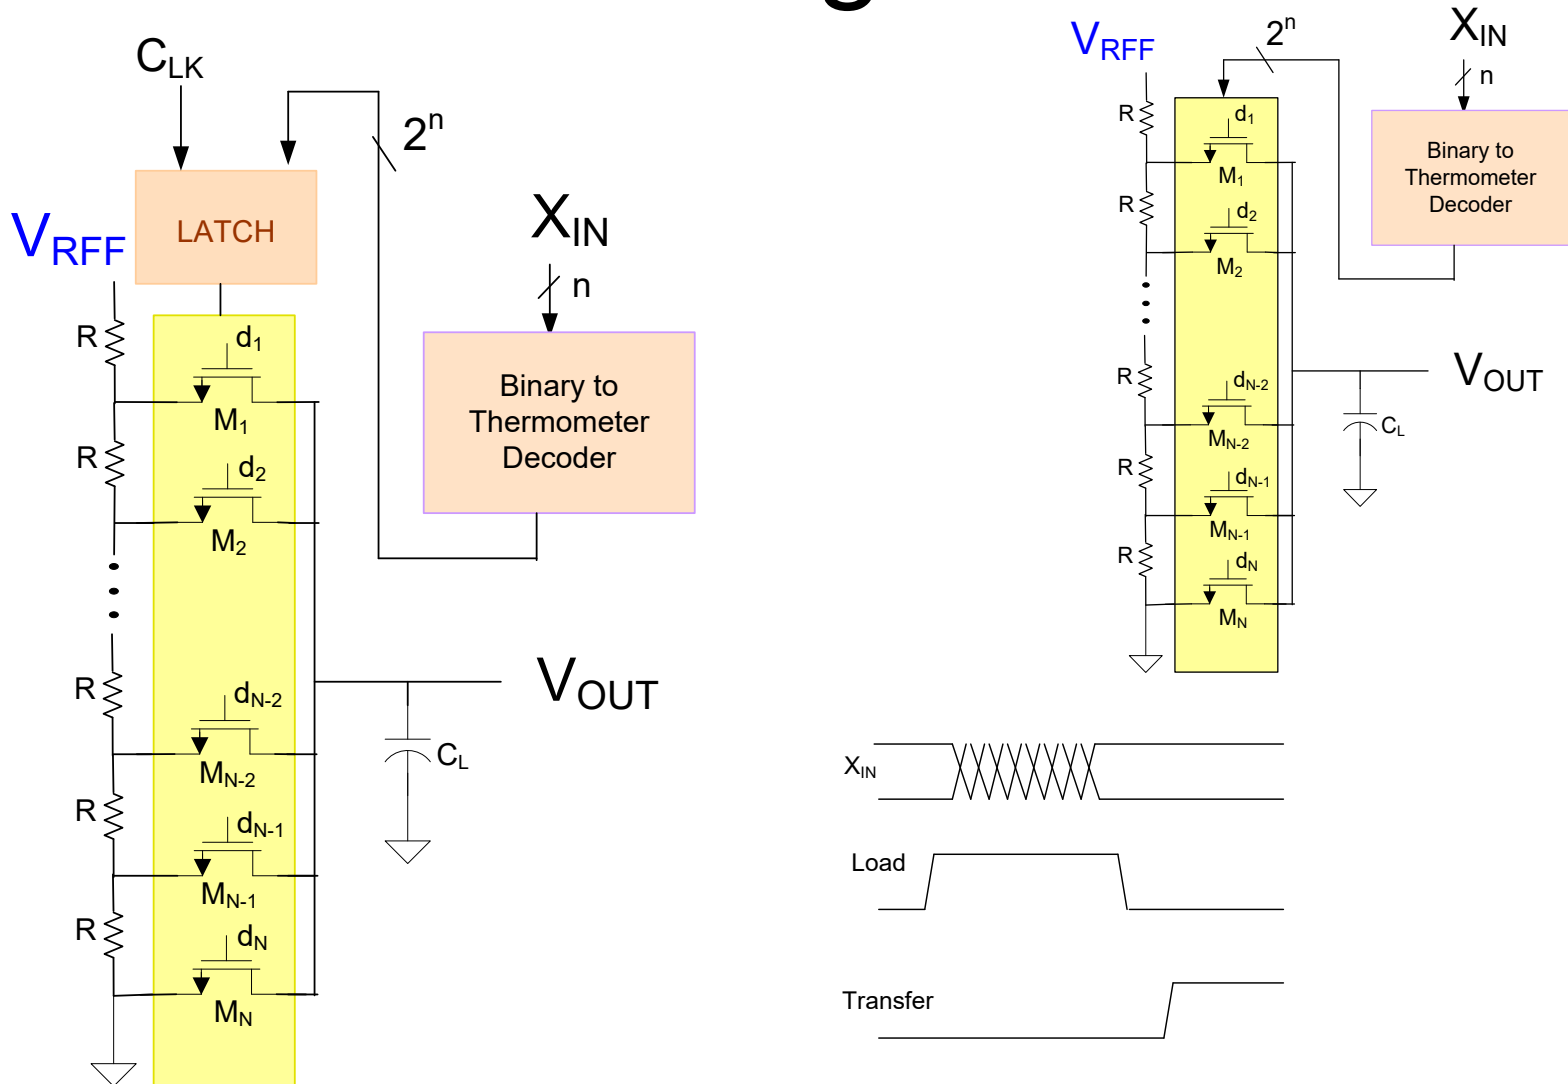 CLK
2ⁿ
LATCH
VRFF
XIN
n
R
d1
M1
Binary to
Thermometer
Decoder
R
d2
M2
R
dN-2
MN-2
VOUT
CL
R
dN-1
MN-1
R
dN
MN
VRFF
2ⁿ
XIN
n
R
d1
M1
Binary to
Thermometer
Decoder
R
d2
M2
R
dN-2
MN-2
VOUT
CL
R
dN-1
MN-1
R
dN
MN
XIN
Load
Transfer